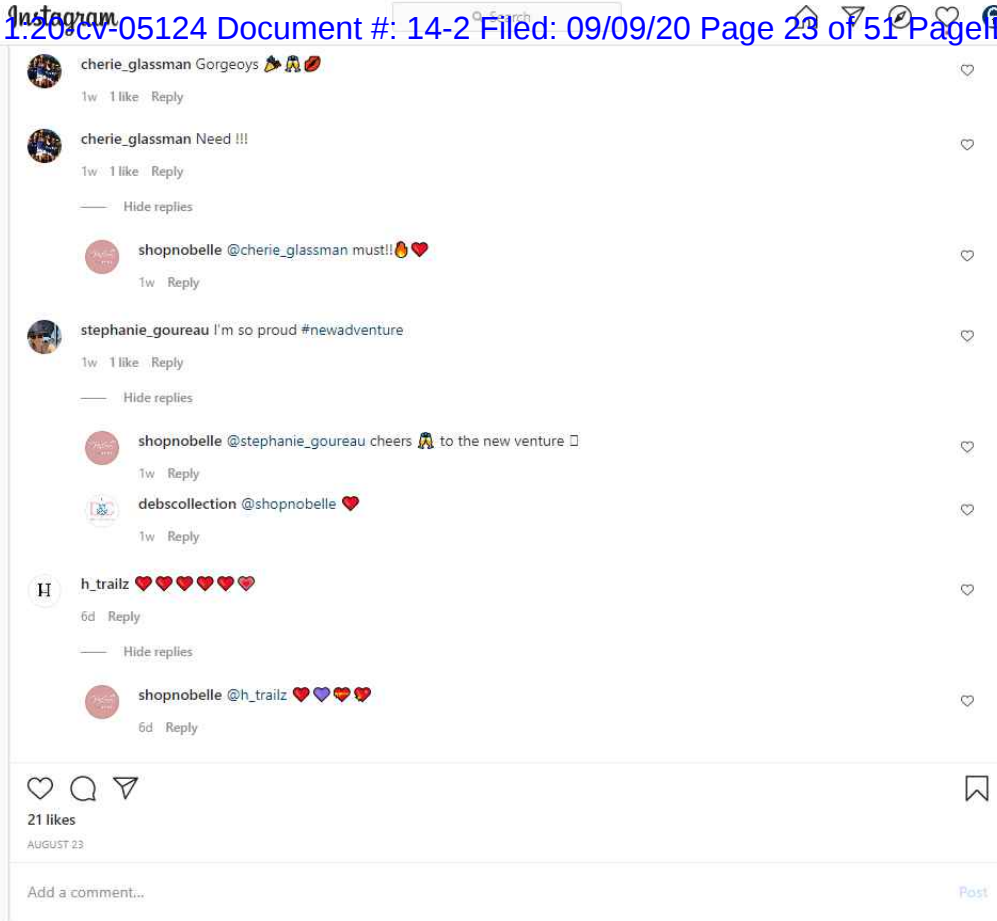 Instagram
Search
1:20-cv-05124 Document #: 14-2 Filed: 09/09/20 Page 23 of 51 PageI
cherie_glassman Gorgeoys 🎉🥂💋
1w 1 like Reply
cherie_glassman Need !!!
1w 1 like Reply
Hide replies
shopnobelle @cherie_glassman must!!🔥❤️
1w Reply
stephanie_goureau I'm so proud #newadventure
1w 1 like Reply
Hide replies
shopnobelle @stephanie_goureau cheers 🥂 to the new venture
1w Reply
debscollection @shopnobelle ❤️
1w Reply
H
h_trailz ❤️❤️❤️❤️❤️💗
6d Reply
Hide replies
shopnobelle @h_trailz ❤️💜💝💖
6d Reply
21 likes
AUGUST 23
Add a comment...
Post